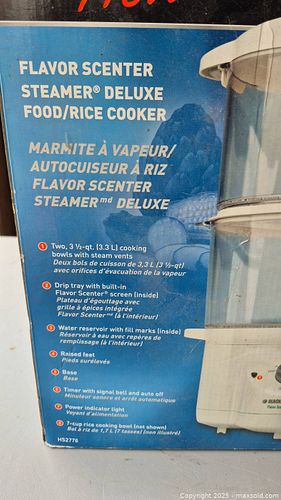 FLAVOR SCENTER
STEAMER® DELUXE
FOOD/RICE COOKER
MARMITE À VAPEUR/
AUTOCUISEUR À RIZ
FLAVOR SCENTER
STEAMER md DELUXE
1 Two, 3 ½-qt. (3.3 L) cooking
bowls with steam vents
Deux bols de cuisson de 3,3 L (3 ½-qt)
avec orifices d'évacuation de la vapeur
2 Drip tray with built-in
Flavor Scenter® screen (inside)
Plateau d'égouttage avec
grille à épices intégrée
Flavor Scenter md (à l'intérieur)
3 Water reservoir with fill marks (inside)
Réservoir à eau avec repères de
remplissage (à l'intérieur)
4 Raised feet
Pieds surélevés
5 Base
Base
6 Timer with signal bell and auto off
Minuteur sonore et arrêt automatique
7 Power indicator light
Voyant d'alimentation
8 7-cup rice cooking bowl (not shown)
Bol à riz de 1,7 L (7 tasses) (non illustré)
HS2776
Copyright © 2025 - maxsold.com